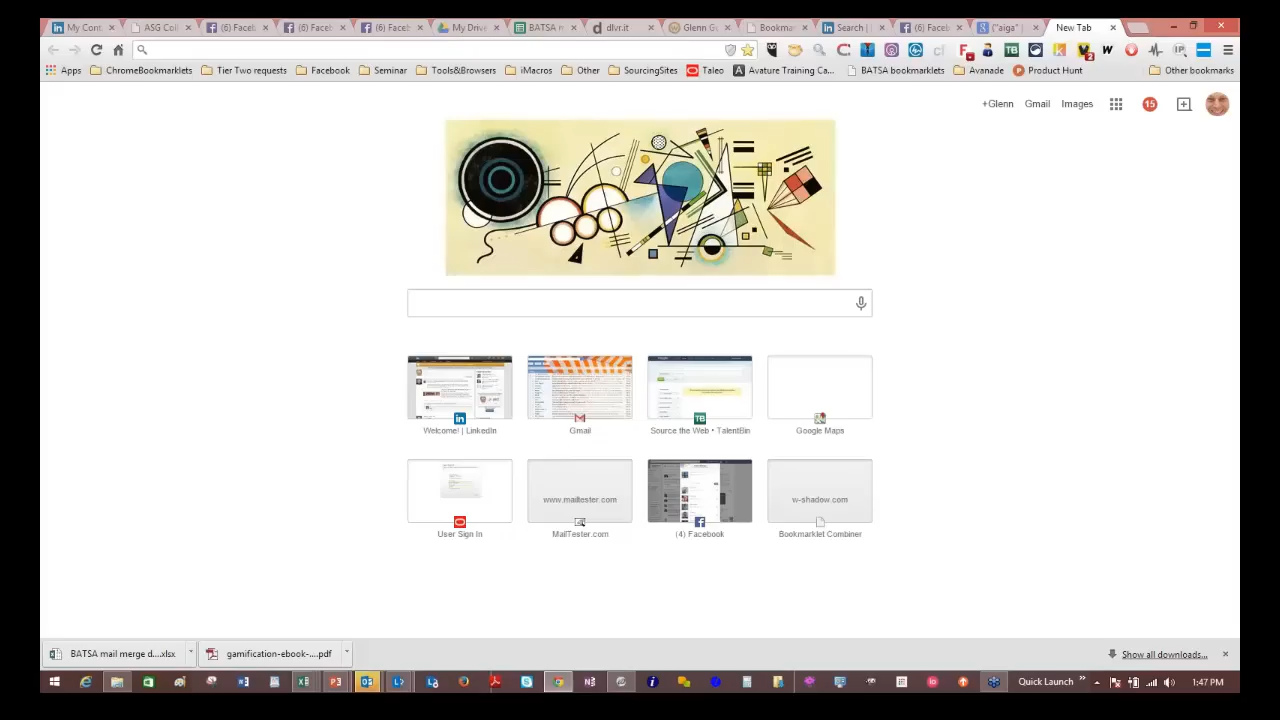 My Cont
ASG Coll
(6) Faceb
(6) Faceb
(6) Faceb
My Drive
BATSA m
dlvr.it
Glenn Gu
Bookmar
Search | L
(6) Faceb
("aiga" |
New Tab
Apps
ChromeBookmarklets
Tier Two requests
Facebook
Seminar
Tools&Browsers
iMacros
Other
SourcingSites
Taleo
Avature Training Ca...
BATSA bookmarklets
Avanade
Product Hunt
Other bookmarks
+Glenn
Gmail
Images
15
Welcome! | LinkedIn
Gmail
Source the Web • TalentBin
Google Maps
www.mailtester.com
w-shadow.com
User Sign In
MailTester.com
(4) Facebook
Bookmarklet Combiner
BATSA mail merge d....xlsx
gamification-ebook-....pdf
Show all downloads...
Quick Launch
1:47 PM